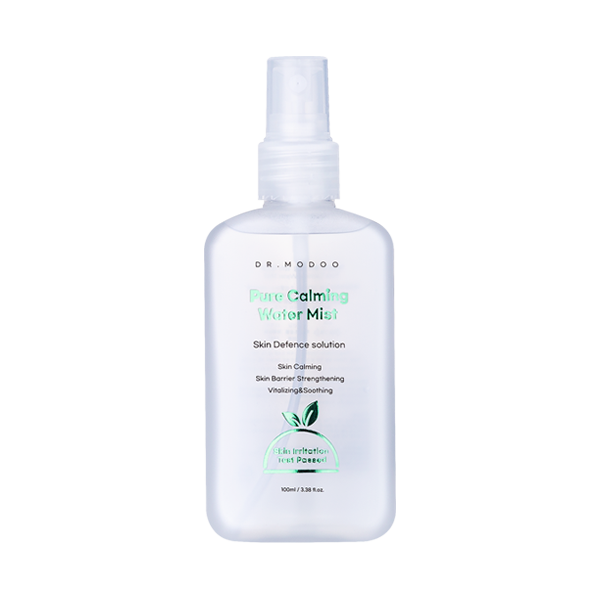 DR.MODOO
Pure Calming
Water Mist
Skin Defence solution
Skin Calming
Skin Barrier Strengthening
Vitalizing&Soothing
Skin Irritation
Test Passed
100ml / 3.38 fl.oz.